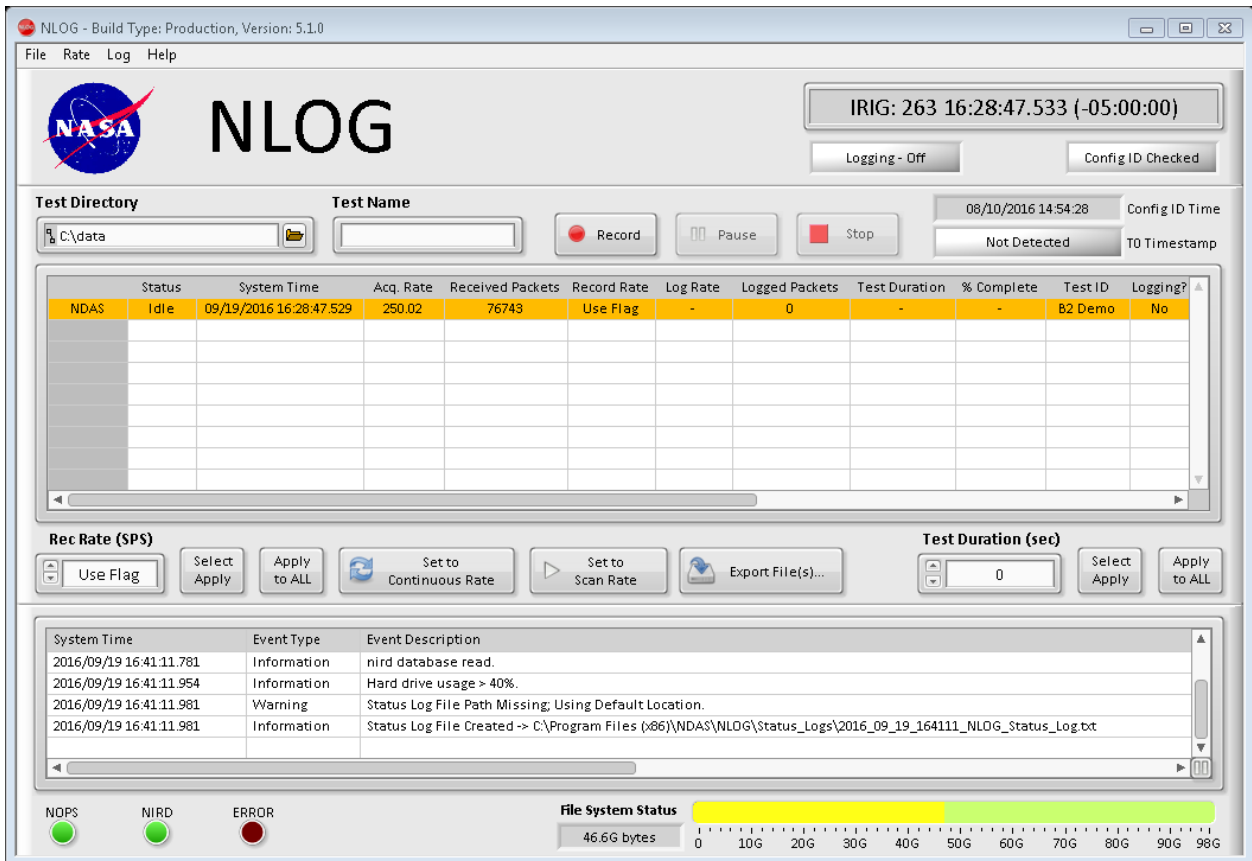 NLOG - Build Type: Production, Version: 5.1.0
File Rate Log Help
NASA
NLOG
IRIG: 263 16:28:47.533 (-05:00:00)
Logging - Off
Config ID Checked
Test Directory
Test Name
C:\data
Record
Pause
Stop
08/10/2016 14:54:28 Config ID Time
Not Detected T0 Timestamp
Status System Time Acq. Rate Received Packets Record Rate Log Rate Logged Packets Test Duration % Complete Test ID Logging?
NDAS Idle 09/19/2016 16:28:47.529 250.02 76743 Use Flag - 0 - - B2 Demo No
Rec Rate (SPS)
Use Flag
Select
Apply
Apply
to ALL
Set to
Continuous Rate
Set to
Scan Rate
Export File(s)...
Test Duration (sec)
0
Select
Apply
Apply
to ALL
System Time Event Type Event Description
2016/09/19 16:41:11.781 Information nird database read.
2016/09/19 16:41:11.954 Information Hard drive usage > 40%.
2016/09/19 16:41:11.981 Warning Status Log File Path Missing; Using Default Location.
2016/09/19 16:41:11.981 Information Status Log File Created -> C:\Program Files (x86)\NDAS\NLOG\Status_Logs\2016_09_19_164111_NLOG_Status_Log.txt
NOPS NIRD ERROR
File System Status
46.6G bytes
0 10G 20G 30G 40G 50G 60G 70G 80G 90G 98G